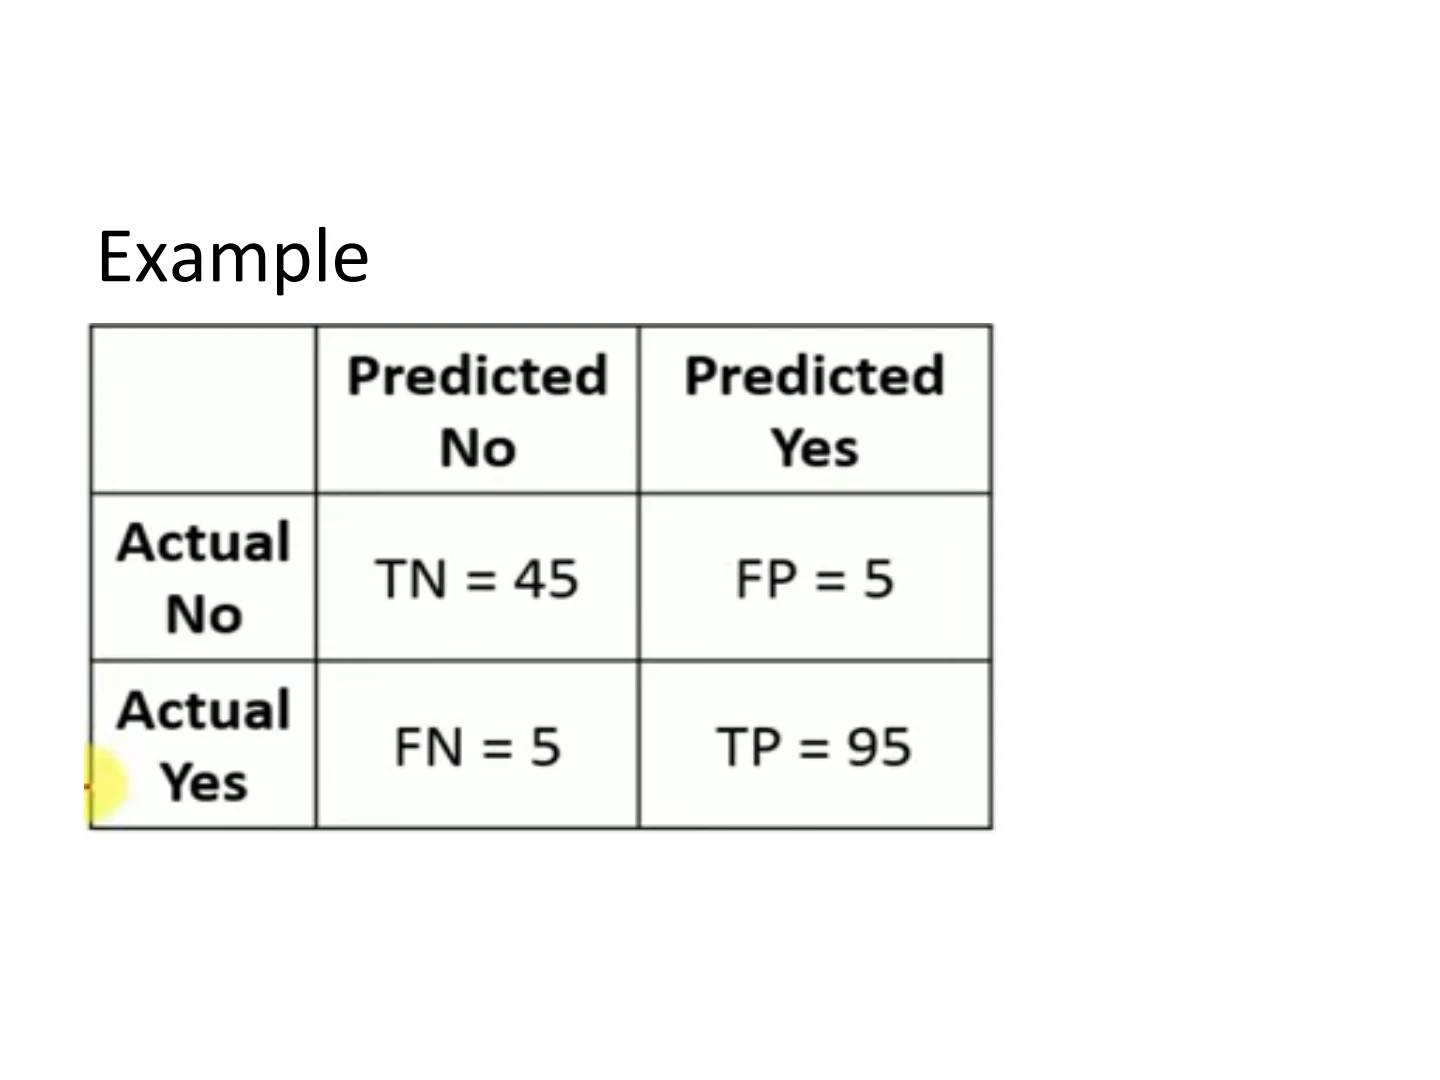 Example
Predicted
No
Predicted
Yes
Actual
No
TN = 45
FP = 5
Actual
Yes
FN = 5
TP = 95